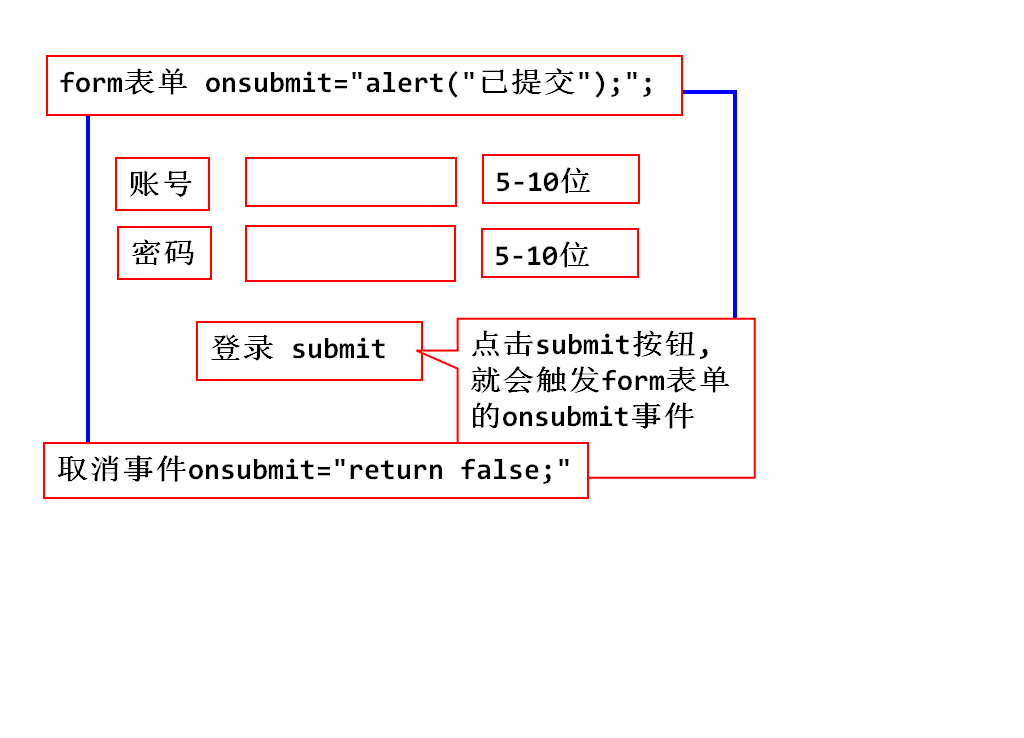 form表单 onsubmit="alert("已提交");";
账号
5-10位
密码
5-10位
登录 submit
点击submit按钮,
就会触发form表单
的onsubmit事件
取消事件onsubmit="return false;"